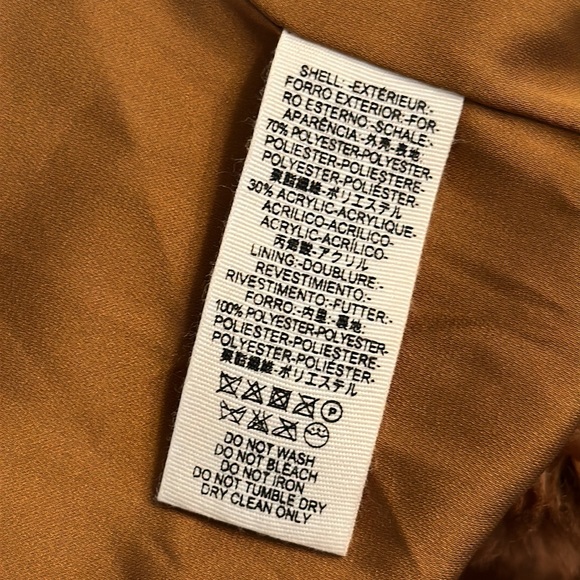 SHELL:-EXTÉRIEUR:-
FORRO EXTERIOR:-FOR-
RO ESTERNO:-SCHALE:-
APARÊNCIA:-外壳:表地:
70% POLYESTER-POLYESTER-
POLIESTER-POLIESTERE-
POLYESTER-POLIÉSTER-
聚酯纖維-ポリエステル
30% ACRYLIC-ACRYLIQUE-
ACRILICO-ACRILICO-
ACRYLIC-ACRÍLICO-
丙烯酸-アクリル
LINING:-DOUBLURE:-
REVESTIMIENTO:-
RIVESTIMENTO:-FUTTER:-
FORRO:-内里:-裏地:
100% POLYESTER-POLYESTER-
POLIESTER-POLIESTERE-
POLYESTER-POLIÉSTER-
聚酯纖維-ポリエステル
P
DO NOT WASH
DO NOT BLEACH
DO NOT IRON
DO NOT TUMBLE DRY
DRY CLEAN ONLY